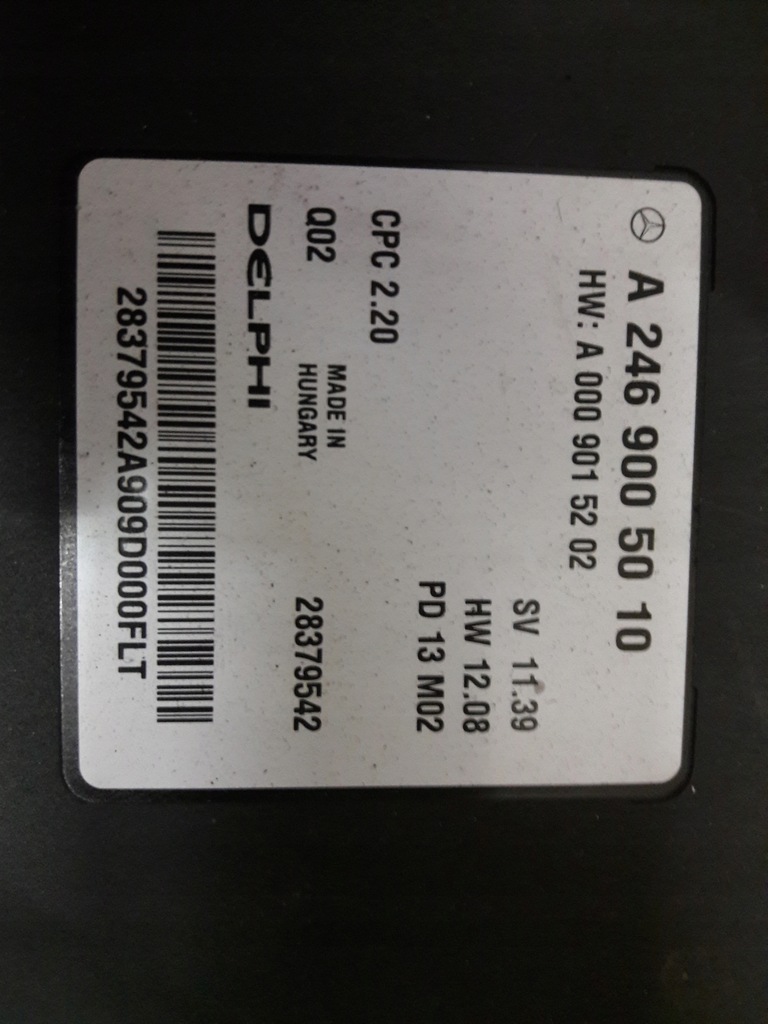 A 246 900 50 10
HW: A 000 901 52 02
SV 11.39
HW 12.08
PD 13 M02
CPC 2.20
Q02
MADE IN
HUNGARY
28379542
DELPHI
28379542A909D000FLT